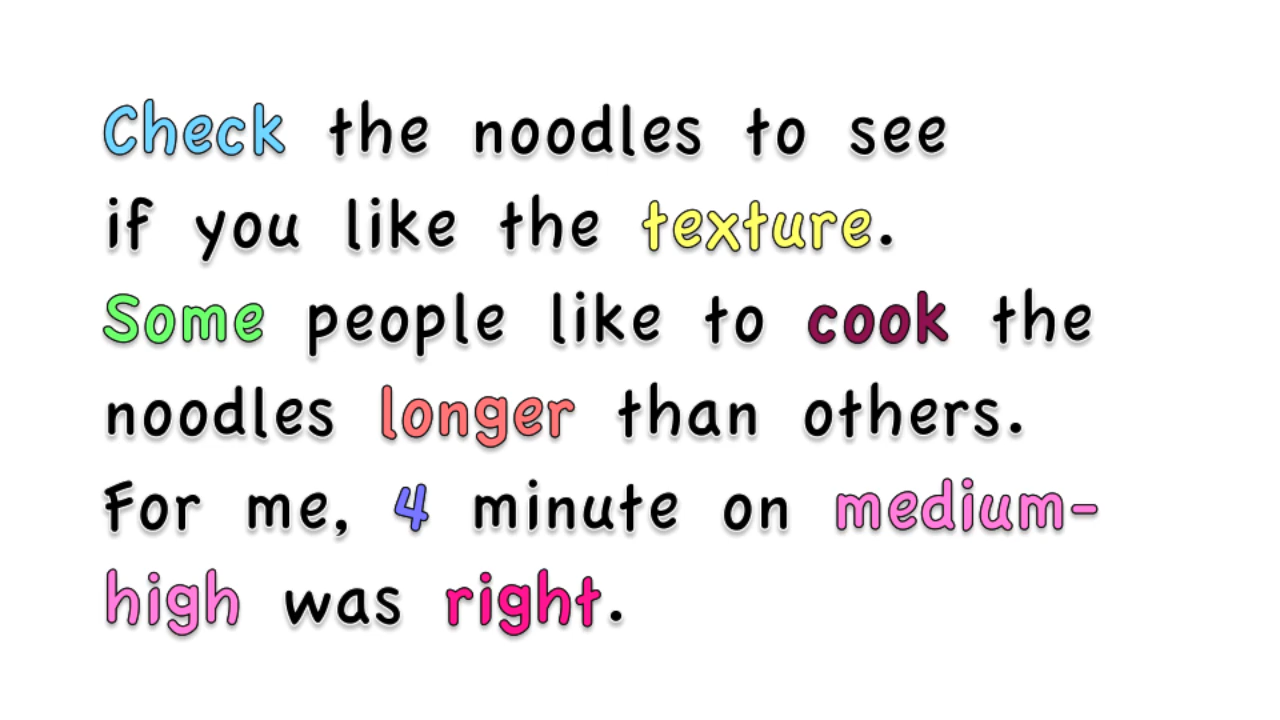 Check the noodles to see
if you like the texture.
Some people like to cook the
noodles longer than others.
For me, 4 minute on medium-
high was right.